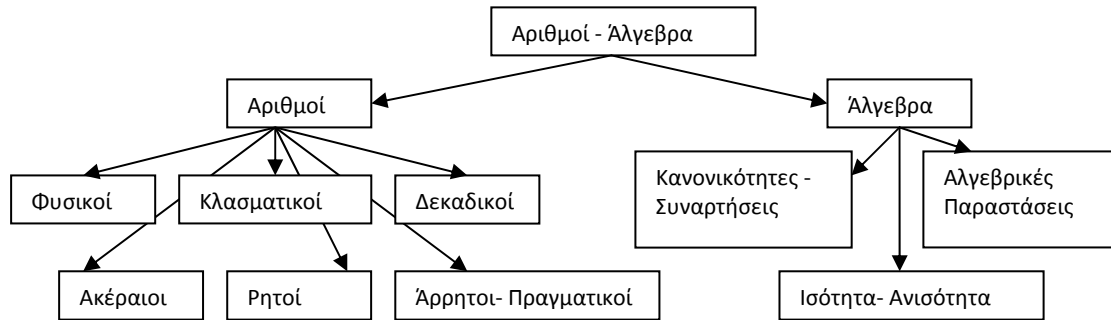 Αριθμοί - Άλγεβρα
Αριθμοί
Άλγεβρα
Φυσικοί
Κλασματικοί
Δεκαδικοί
Κανονικότητες -
Συναρτήσεις
Αλγεβρικές
Παραστάσεις
Ακέραιοι
Ρητοί
Άρρητοι- Πραγματικοί
Ισότητα- Ανισότητα